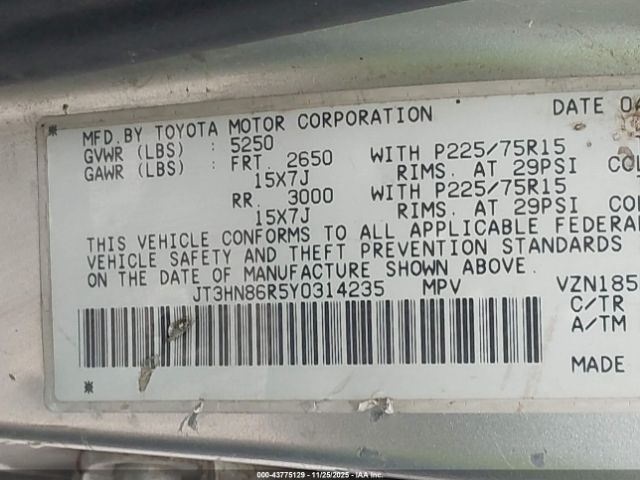 MFD. BY TOYOTA MOTOR CORPORATION DATE
GVWR (LBS) : 5250
GAWR (LBS) : FRT. 2650 WITH P225/75R15
15X7J RIMS. AT 29PSI
RR. 3000 WITH P225/75R15
15X7J RIMS. AT 29PSI
THIS VEHICLE CONFORMS TO ALL APPLICABLE FEDERAL
VEHICLE SAFETY AND THEFT PREVENTION STANDARDS
ON THE DATE OF MANUFACTURE SHOWN ABOVE.
JT3HN86R5Y0314235 MPV VZN185
C/TR
A/TM
MADE
000-43775129 - 11/25/2025 - Copyright © 2025 IAA, Inc.